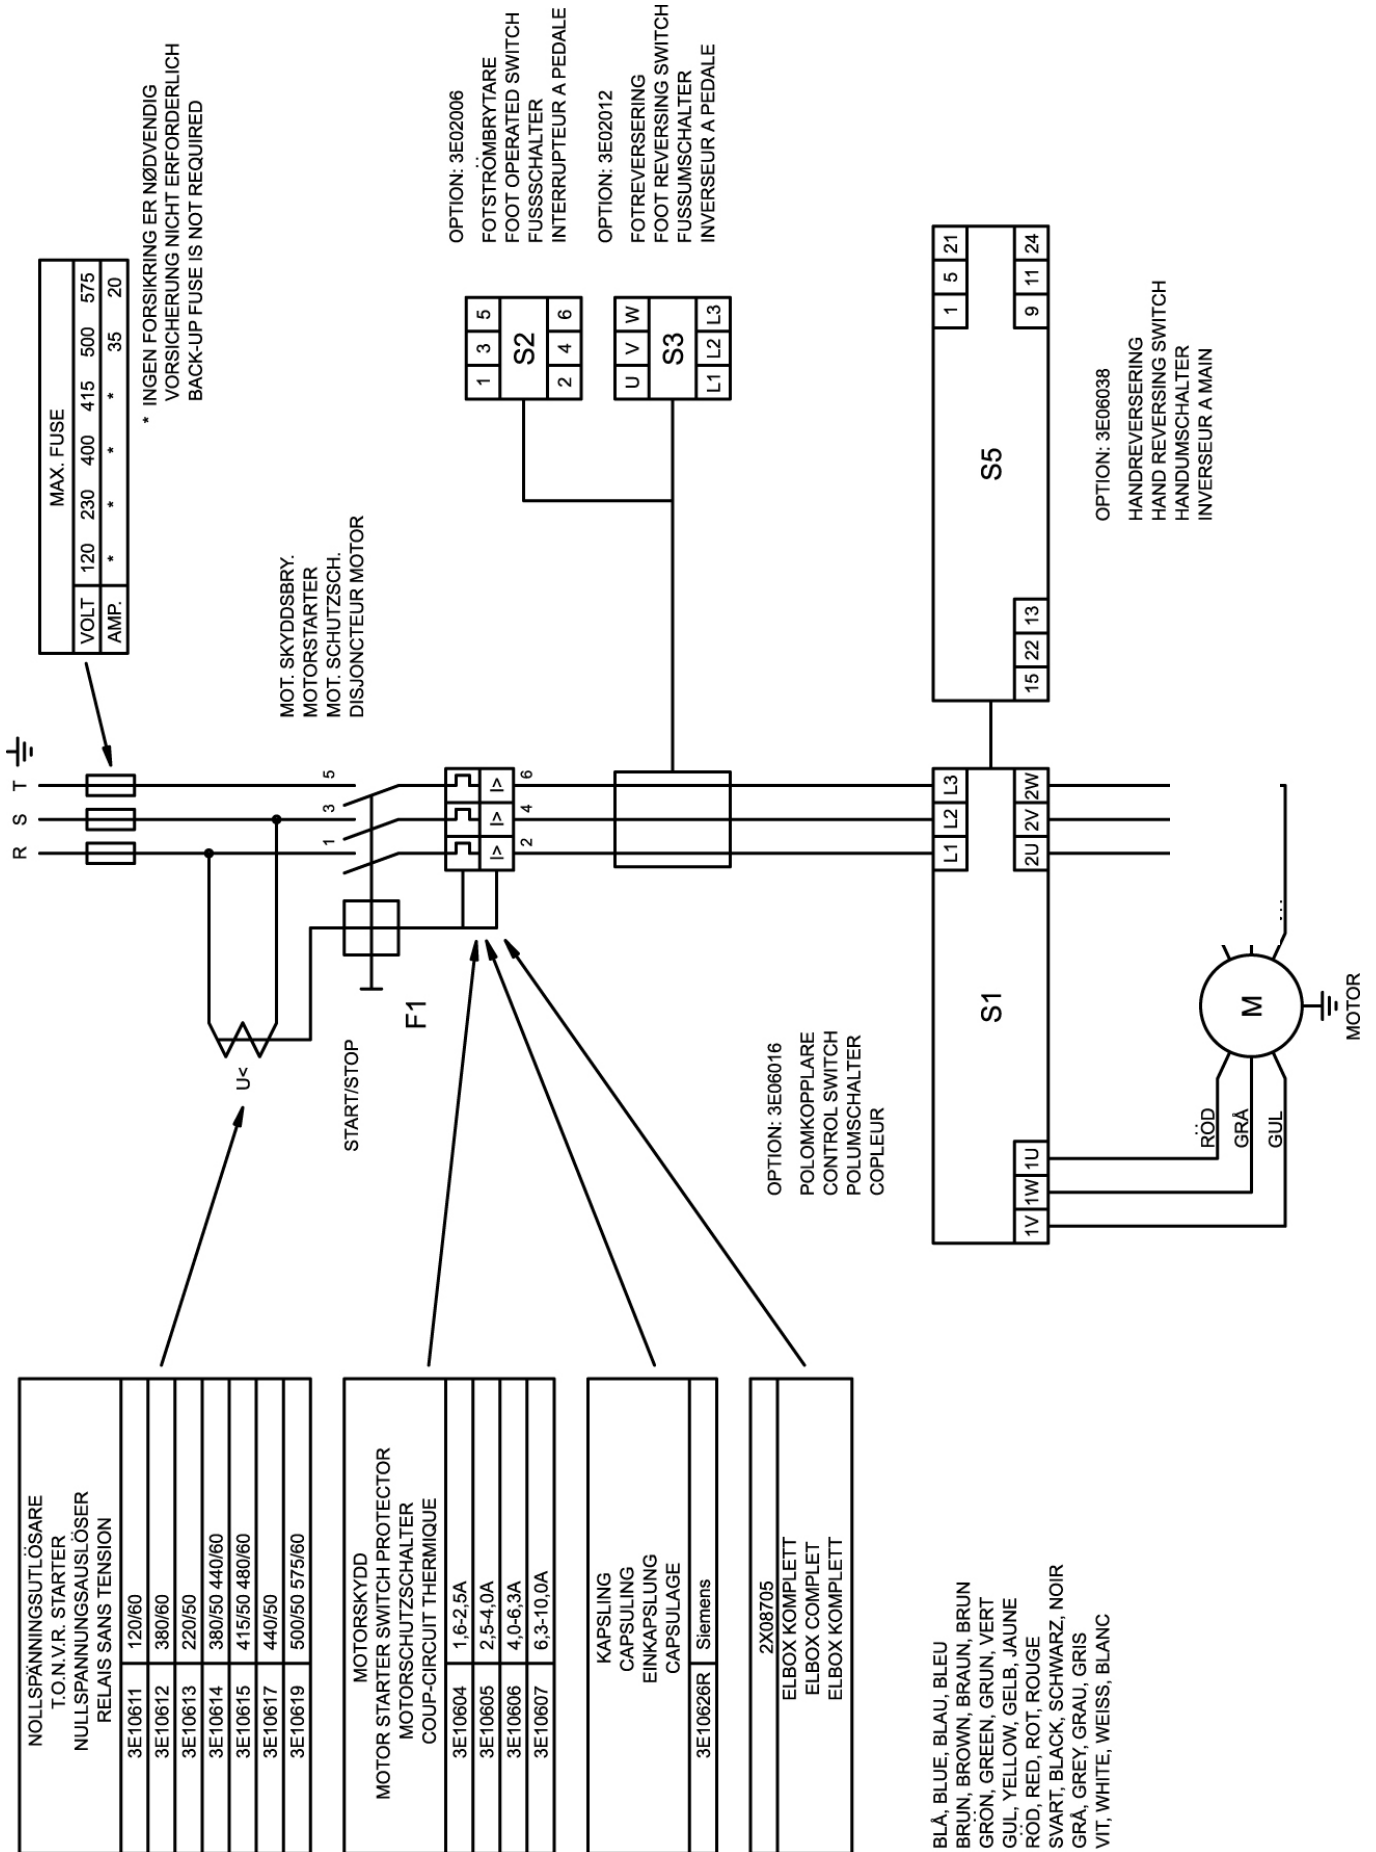 NOLLSPÄNNINGSUTLÖSARE
T.O.N.V.R. STARTER
NULLSPANNUNGSAUSLÖSER
RELAIS SANS TENSION
3E10611 120/60
3E10612 380/60
3E10613 220/50
3E10614 380/50 440/60
3E10615 415/50 480/60
3E10617 440/50
3E10619 500/50 575/60
MOTORSKYDD
MOTOR STARTER SWITCH PROTECTOR
MOTORSCHUTZSCHALTER
COUP-CIRCUIT THERMIQUE
3E10604 1,6-2,5A
3E10605 2,5-4,0A
3E10606 4,0-6,3A
3E10607 6,3-10,0A
KAPSLING
CAPSULING
EINKAPSLUNG
CAPSULAGE
3E10626R Siemens
2X08705
ELBOX KOMPLETT
ELBOX COMPLET
ELBOX KOMPLETT
BLÅ, BLUE, BLAU, BLEU
BRUN, BROWN, BRAUN, BRUN
GRÖN, GREEN, GRUN, VERT
GUL, YELLOW, GELB, JAUNE
RÖD, RED, ROT, ROUGE
SVART, BLACK, SCHWARZ, NOIR
GRÅ, GREY, GRAU, GRIS
VIT, WHITE, WEISS, BLANC
R S T
U<
START/STOP
F1
1 3 5
I> I> I>
2 4 6
MOT. SKYDDSBRY.
MOTORSTARTER
MOT. SCHUTZSCH.
DISJONCTEUR MOTOR
MAX. FUSE
VOLT 120 230 400 415 500 575
AMP. * * * * 35 20
* INGEN FORSIKRING ER NØDVENDIG
VORSICHERUNG NICHT ERFORDERLICH
BACK-UP FUSE IS NOT REQUIRED
1 3 5
S2
2 4 6
OPTION: 3E02006
FOTSTRÖMBRYTARE
FOOT OPERATED SWITCH
FUSSSCHALTER
INTERRUPTEUR A PEDALE
U V W
S3
L1 L2 L3
OPTION: 3E02012
FOTREVERSERING
FOOT REVERSING SWITCH
FUSSUMSCHALTER
INVERSEUR A PEDALE
OPTION: 3E06016
POLOMKOPPLARE
CONTROL SWITCH
POLUMSCHALTER
COPLEUR
L1 L2 L3
S1
1V 1W 1U
2U 2V 2W
1 5 21
S5
15 22 13
9 11 24
OPTION: 3E06038
HANDREVERSERING
HAND REVERSING SWITCH
HANDUMSCHALTER
INVERSEUR A MAIN
RÖD
GRÅ
GUL
M
MOTOR